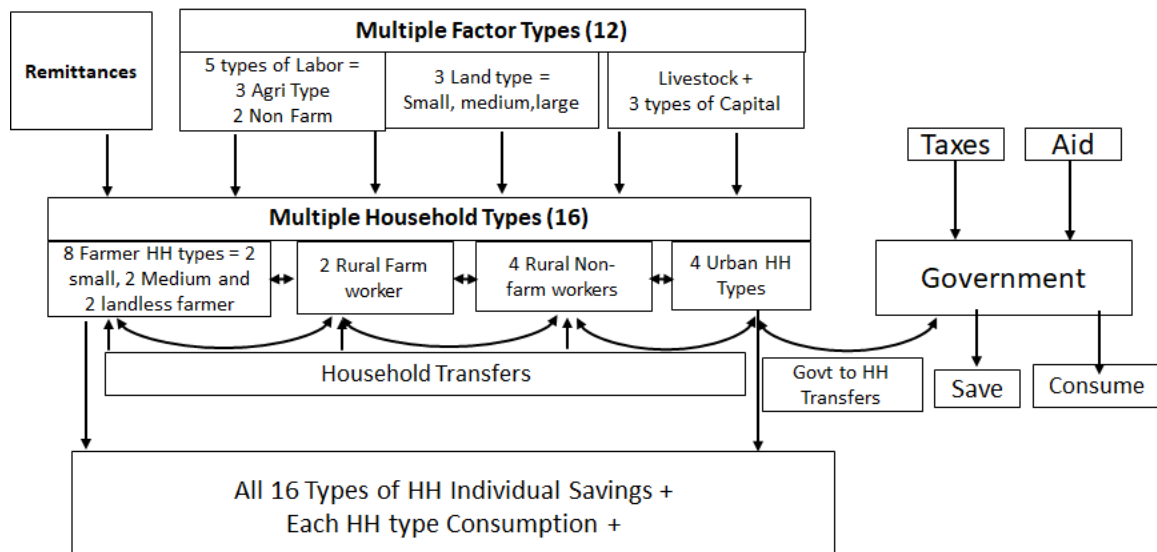 Multiple Factor Types (12)
Remittances
5 types of Labor =
3 Agri Type
2 Non Farm
3 Land type =
Small, medium,large
Livestock +
3 types of Capital
Taxes
Aid
Multiple Household Types (16)
8 Farmer HH types = 2
small, 2 Medium and
2 landless farmer
2 Rural Farm
worker
4 Rural Non-
farm workers
4 Urban HH
Types
Government
Household Transfers
Govt to HH
Transfers
Save
Consume
All 16 Types of HH Individual Savings +
Each HH type Consumption +